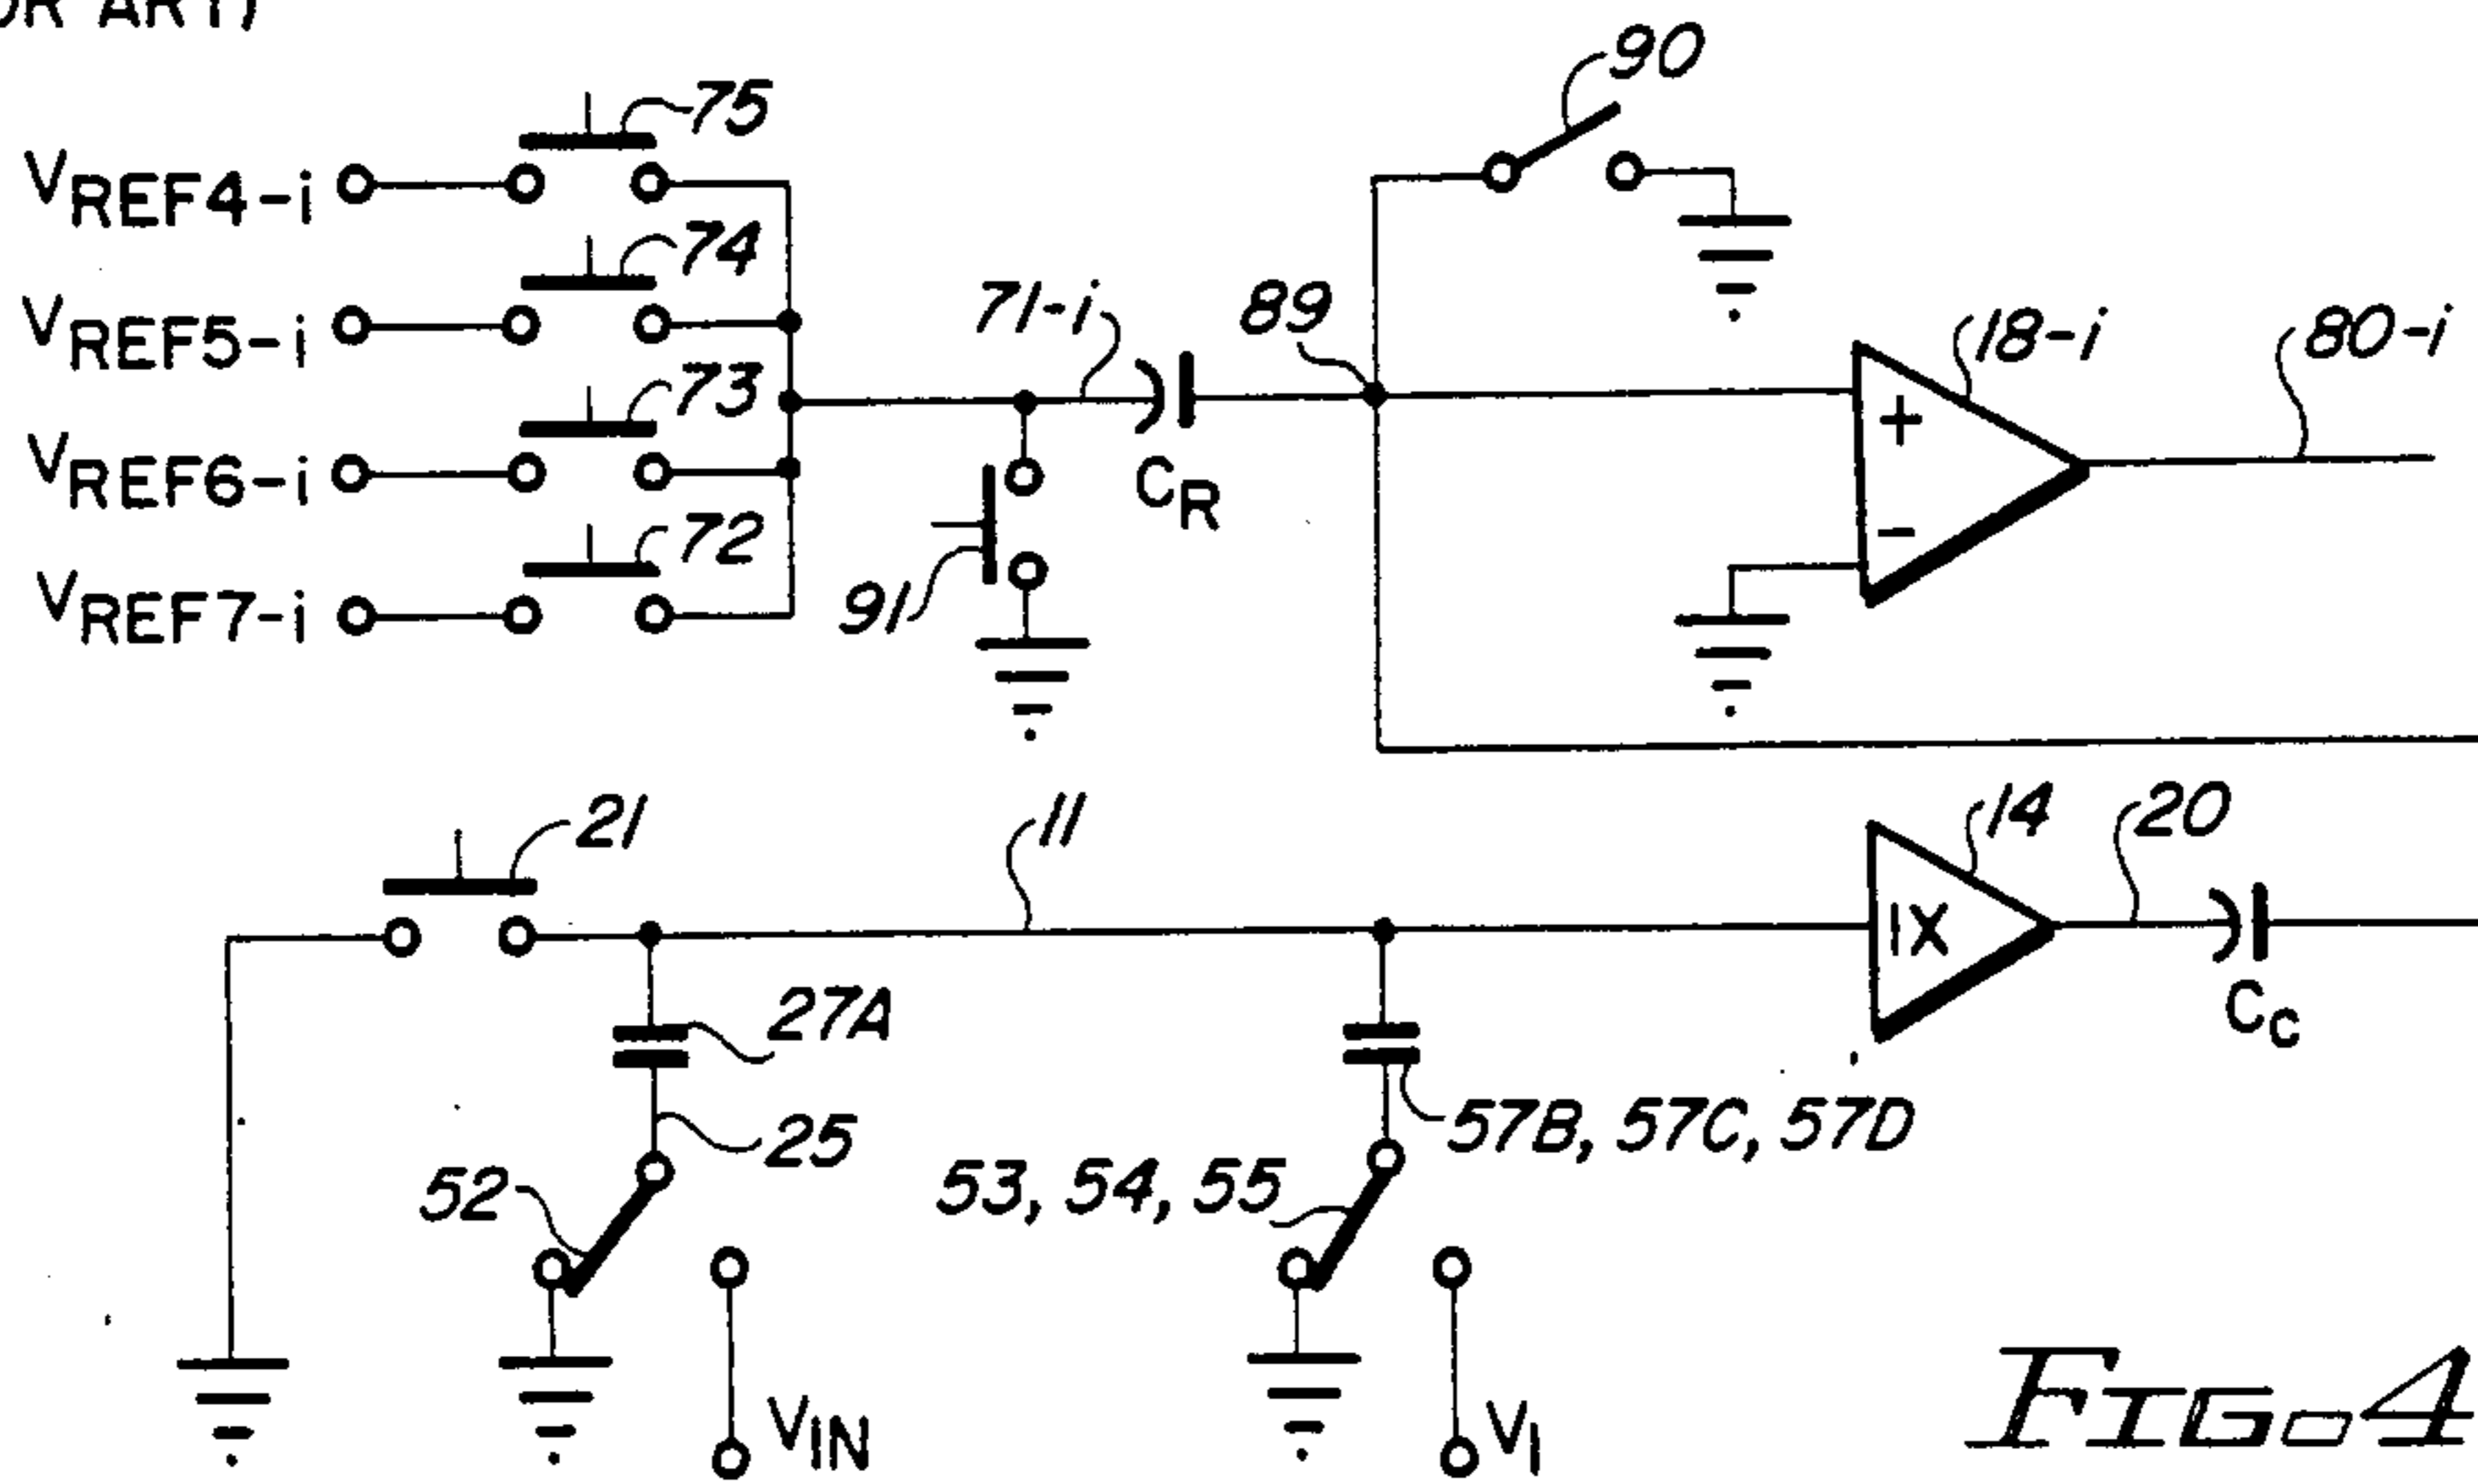 OR ART)
90
75
VREF4-i
74
VREF5-i
71-i
89
18-i
80-i
73
+
VREF6-i
CR
72
-
VREF7-i
91
21
11
14
20
1X
27A
CC
25
57B, 57C, 57D
52
53, 54, 55
VIN
VI
FIG. 4